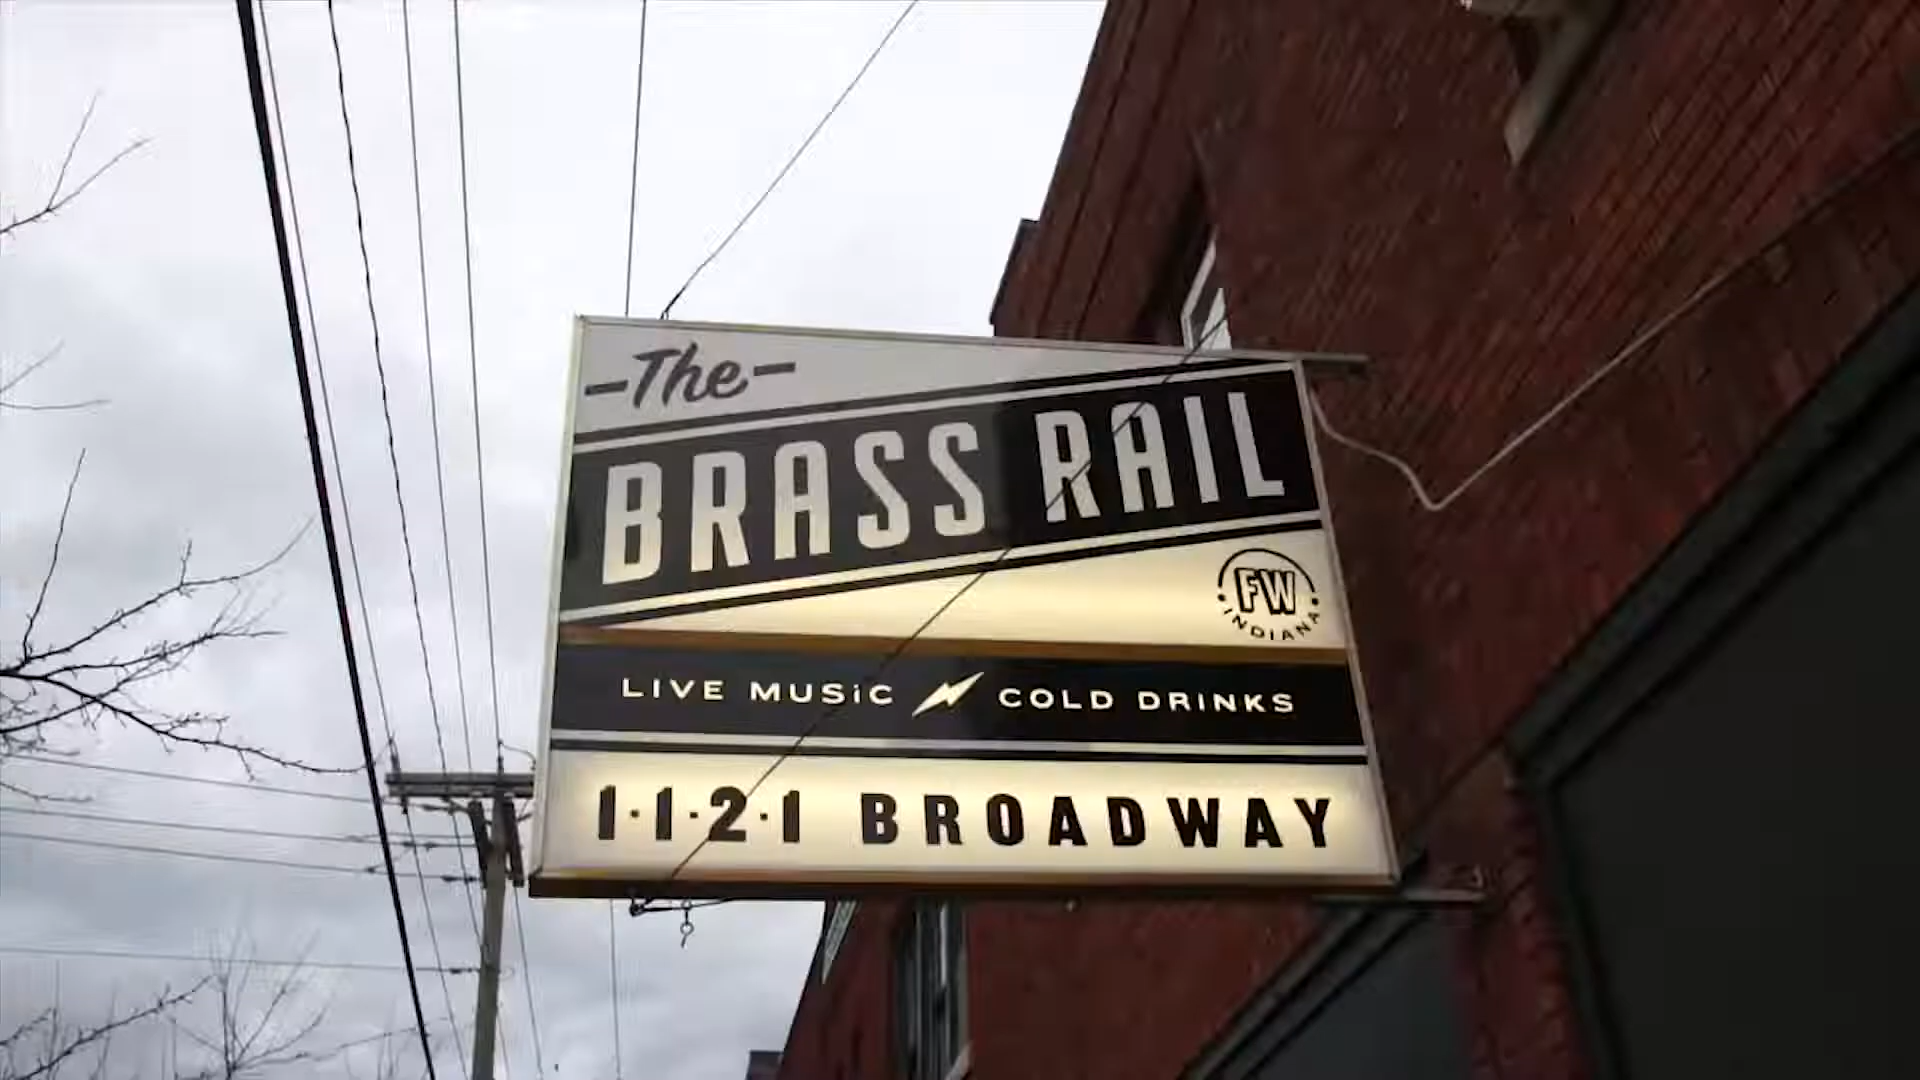 -The-
BRASS RAIL
FW
INDIANA
LIVE MUSiC COLD DRINKS
1·1·2·1 BROADWAY